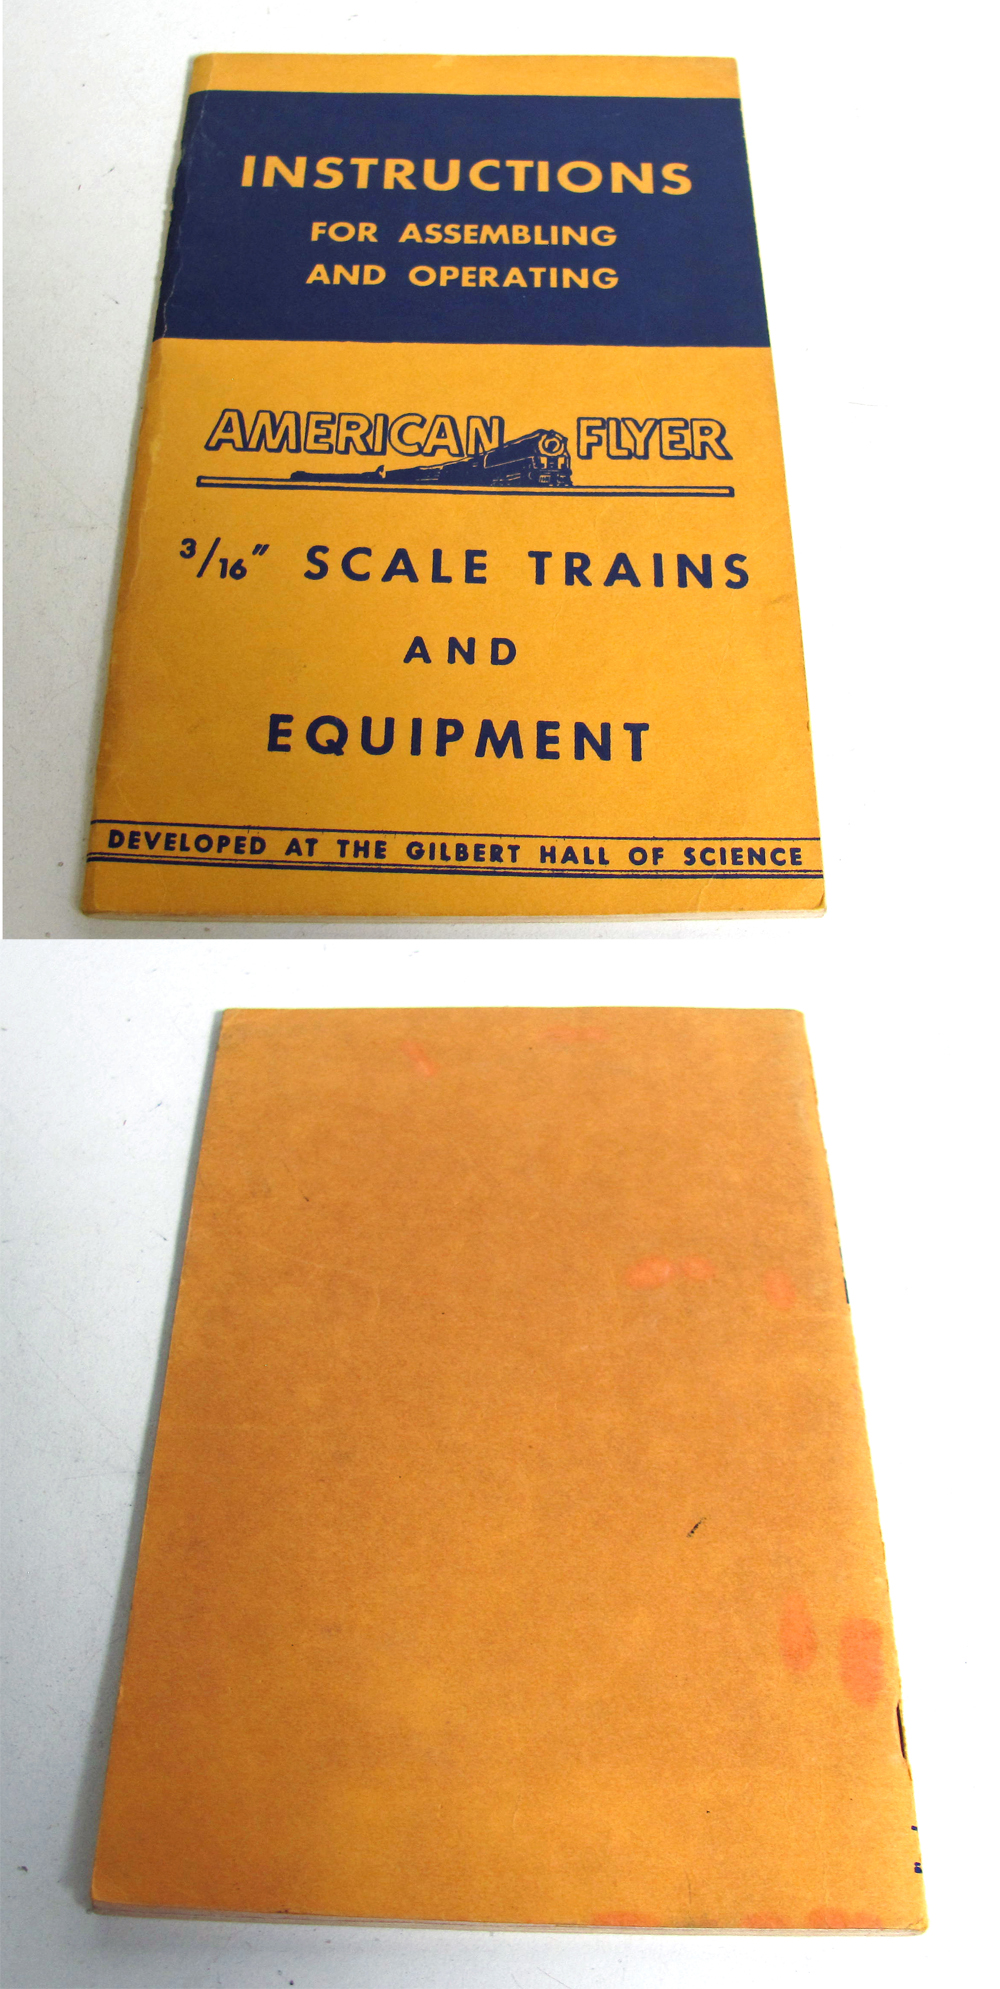 INSTRUCTIONS
FOR ASSEMBLING
AND OPERATING
AMERICAN FLYER
3/16" SCALE TRAINS
AND
EQUIPMENT
DEVELOPED AT THE GILBERT HALL OF SCIENCE